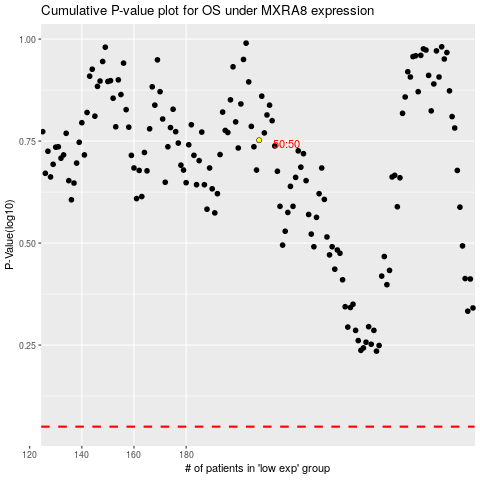 Cumulative P-value plot for OS under MXRA8 expression
1.00
0.75
0.50
0.25
50:50
P-Value(log10)
120 140 160 180
# of patients in 'low exp' group